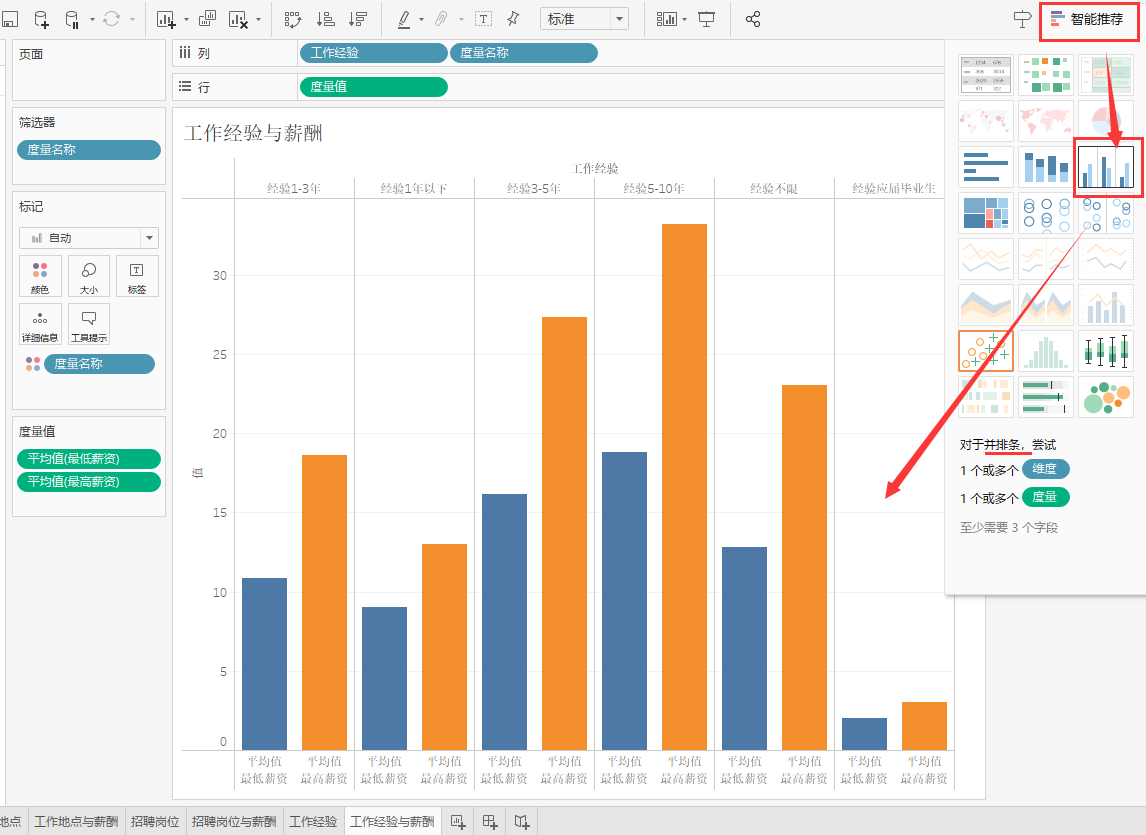 标准
智能推荐
页面
列
工作经验
度量名称
行
度量值
筛选器
度量名称
标记
自动
颜色
大小
标签
详细信息
工具提示
度量名称
度量值
平均值(最低薪资)
平均值(最高薪资)
工作经验与薪酬
工作经验
经验1-3年 经验1年以下 经验3-5年 经验5-10年 经验不限 经验应届毕业生
值
30
25
20
15
10
5
0
平均值 平均值 平均值 平均值 平均值 平均值 平均值 平均值 平均值 平均值 平均值 平均值
最低薪资 最高薪资 最低薪资 最高薪资 最低薪资 最高薪资 最低薪资 最高薪资 最低薪资 最高薪资 最低薪资 最高薪资
对于并排条，尝试
1 个或多个 维度
1 个或多个 度量
至少需要 3 个字段
地点 工作地点与薪酬 招聘岗位 招聘岗位与薪酬 工作经验 工作经验与薪酬